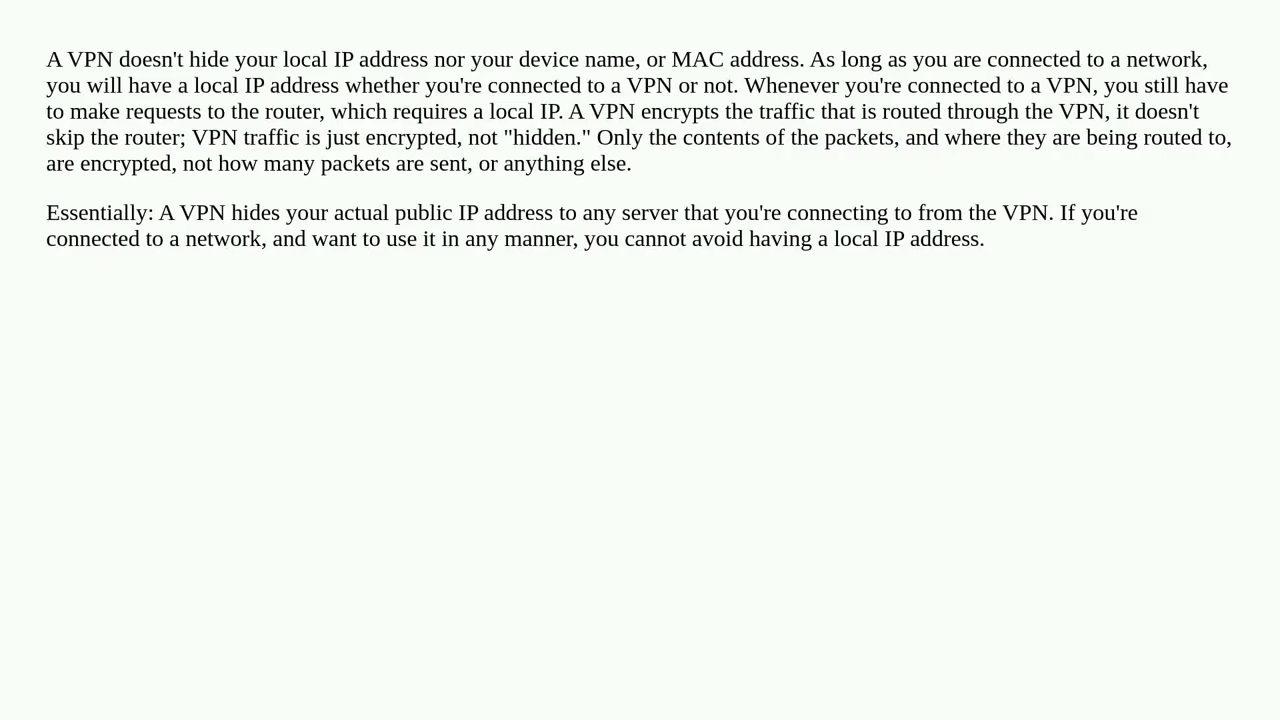 A VPN doesn't hide your local IP address nor your device name, or MAC address. As long as you are connected to a network,
you will have a local IP address whether you're connected to a VPN or not. Whenever you're connected to a VPN, you still have
to make requests to the router, which requires a local IP. A VPN encrypts the traffic that is routed through the VPN, it doesn't
skip the router; VPN traffic is just encrypted, not "hidden." Only the contents of the packets, and where they are being routed to,
are encrypted, not how many packets are sent, or anything else.
Essentially: A VPN hides your actual public IP address to any server that you're connecting to from the VPN. If you're
connected to a network, and want to use it in any manner, you cannot avoid having a local IP address.